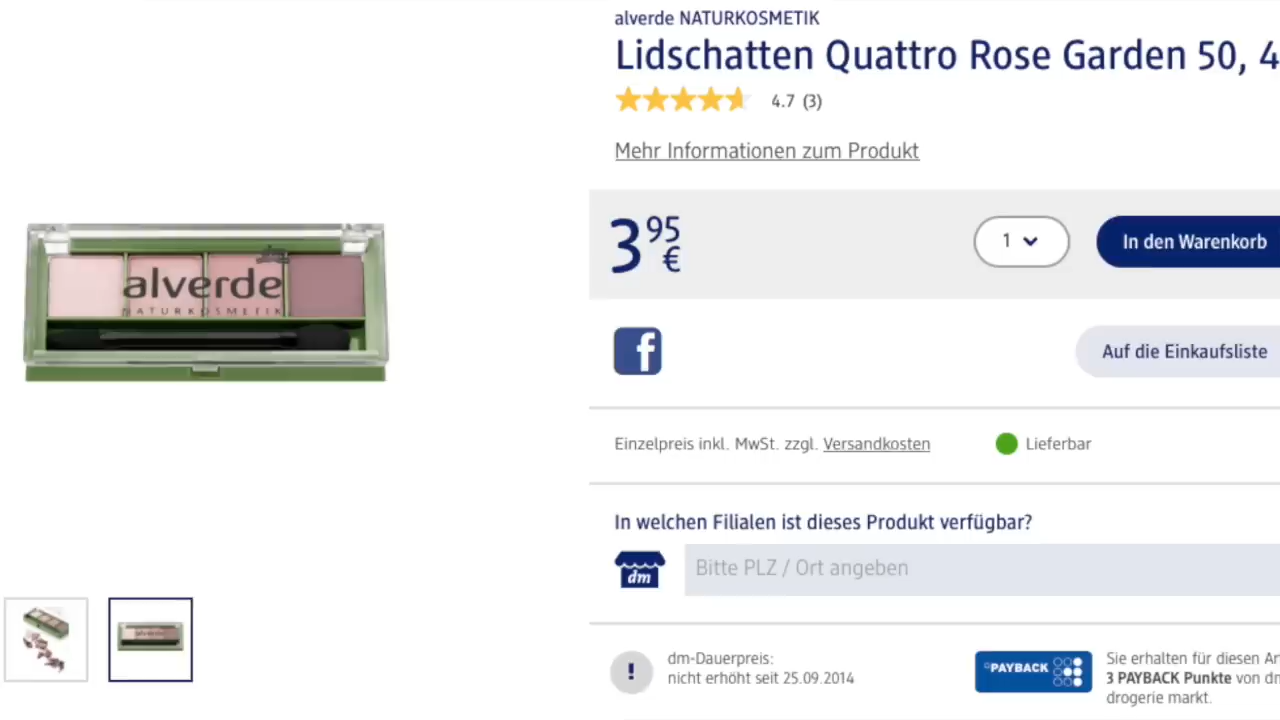 alverde NATURKOSMETIK
Lidschatten Quattro Rose Garden 50, 4
4.7 (3)
Mehr Informationen zum Produkt
3 95 €
1
In den Warenkorb
dm
alverde
NATURKOSMETIK
Auf die Einkaufsliste
Einzelpreis inkl. MwSt. zzgl. Versandkosten
Lieferbar
In welchen Filialen ist dieses Produkt verfügbar?
dm
Bitte PLZ / Ort angeben
alverde
!
dm-Dauerpreis:
nicht erhöht seit 25.09.2014
°PAYBACK
Sie erhalten für diesen Ar
3 PAYBACK Punkte von dm
drogerie markt.